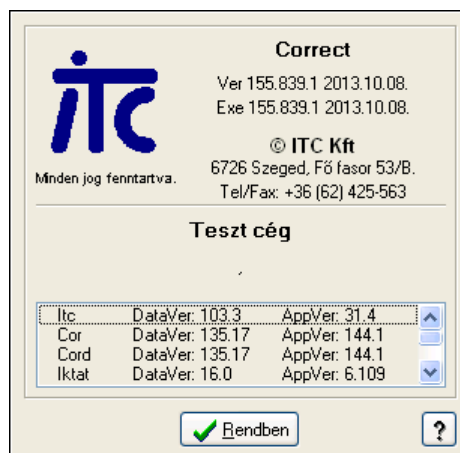 Correct
Ver 155.839.1 2013.10.08.
Exe 155.839.1 2013.10.08.
iTC
Minden jog fenntartva.
© ITC Kft
6726 Szeged, Fő fasor 53/B.
Tel/Fax: +36 (62) 425-563
Teszt cég
,
Itc DataVer: 103.3 AppVer: 31.4
Cor DataVer: 135.17 AppVer: 144.1
Cord DataVer: 135.17 AppVer: 144.1
Iktat DataVer: 16.0 AppVer: 6.109
Rendben
?